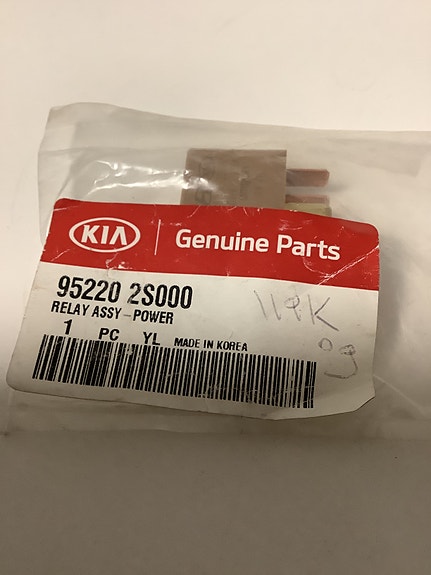 KIA Genuine Parts
95220 2S000
RELAY ASSY-POWER
1 PC YL MADE IN KOREA